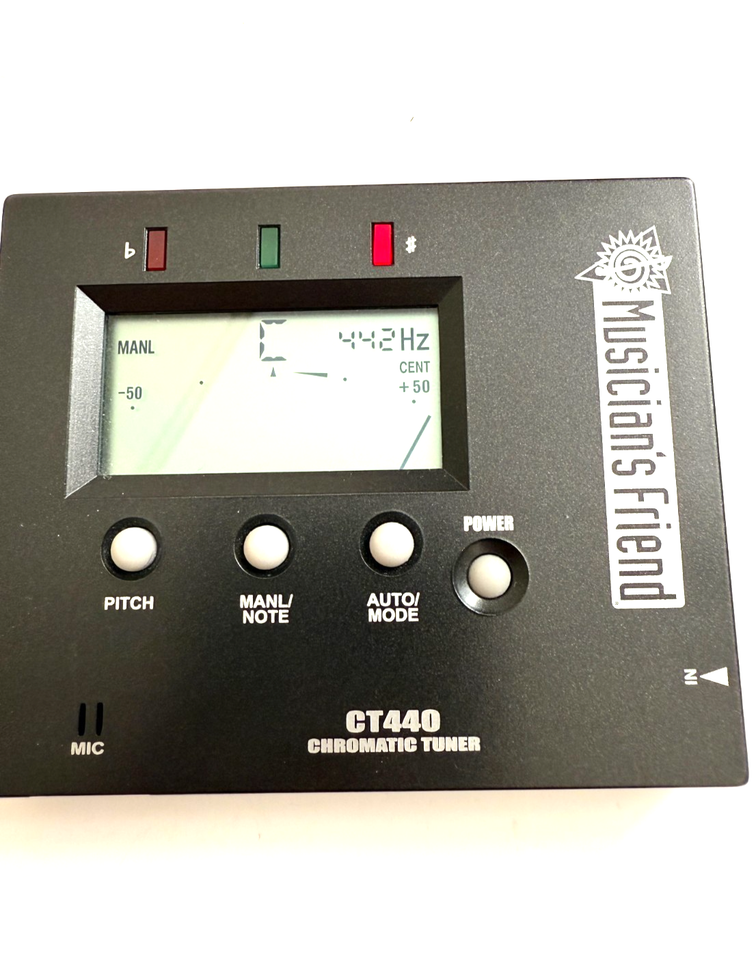 ♭ ♯
MANL C 442Hz
CENT
-50 +50
POWER
PITCH MANL/NOTE AUTO/MODE
Musician's Friend
IN
MIC
CT440
CHROMATIC TUNER